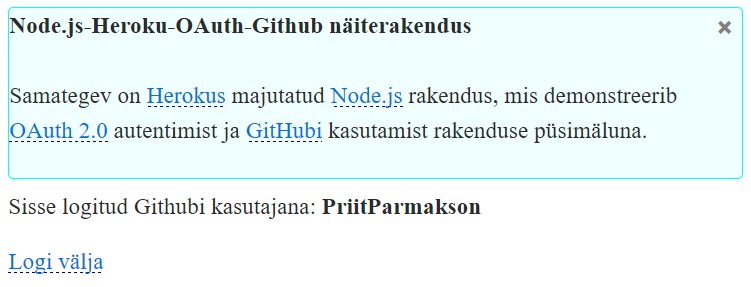 Node.js-Heroku-OAuth-Github näiterakendus
Samategev on Herokus majutatud Node.js rakendus, mis demonstreerib
OAuth 2.0 autentimist ja GitHubi kasutamist rakenduse püsimäluna.
Sisse logitud Githubi kasutajana: PriitParmakson
Logi välja